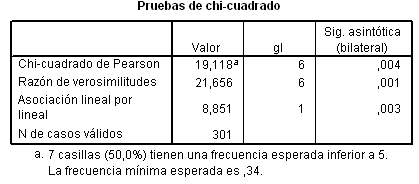 Pruebas de chi-cuadrado
Valor gl Sig. asintótica (bilateral)
Chi-cuadrado de Pearson 19,118a 6 ,004
Razón de verosimilitudes 21,656 6 ,001
Asociación lineal por lineal 8,851 1 ,003
N de casos válidos 301
a. 7 casillas (50,0%) tienen una frecuencia esperada inferior a 5.
La frecuencia mínima esperada es ,34.